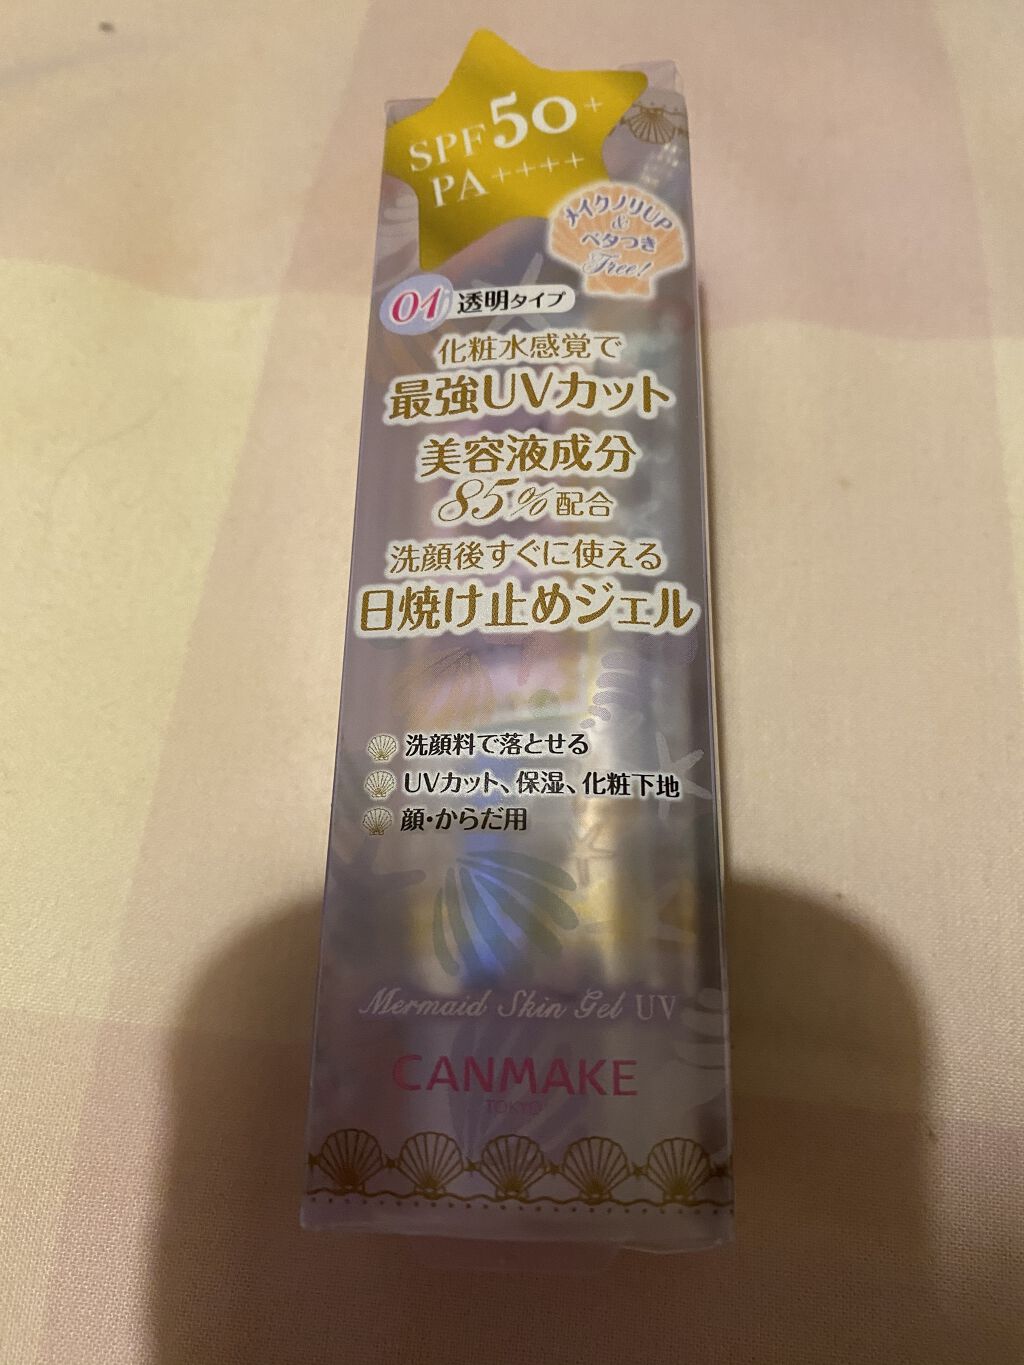 SPF50+
PA++++
メイクノリUP
&
ベタつき
Free!
01 透明タイプ
化粧水感覚で
最強UVカット
美容液成分
85%配合
洗顔後すぐに使える
日焼け止めジェル
洗顔料で落とせる
UVカット、保湿、化粧下地
顔・からだ用
Mermaid Skin Gel UV
CANMAKE
TOKYO